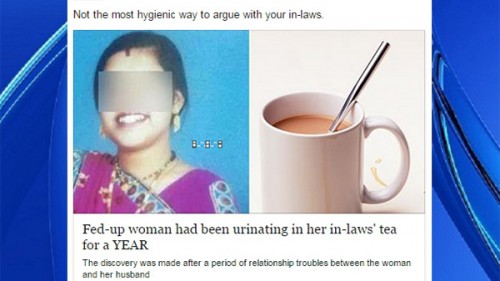 Not the most hygienic way to argue with your in-laws.
Fed-up woman had been urinating in her in-laws' tea
for a YEAR
The discovery was made after a period of relationship troubles between the woman
and her husband